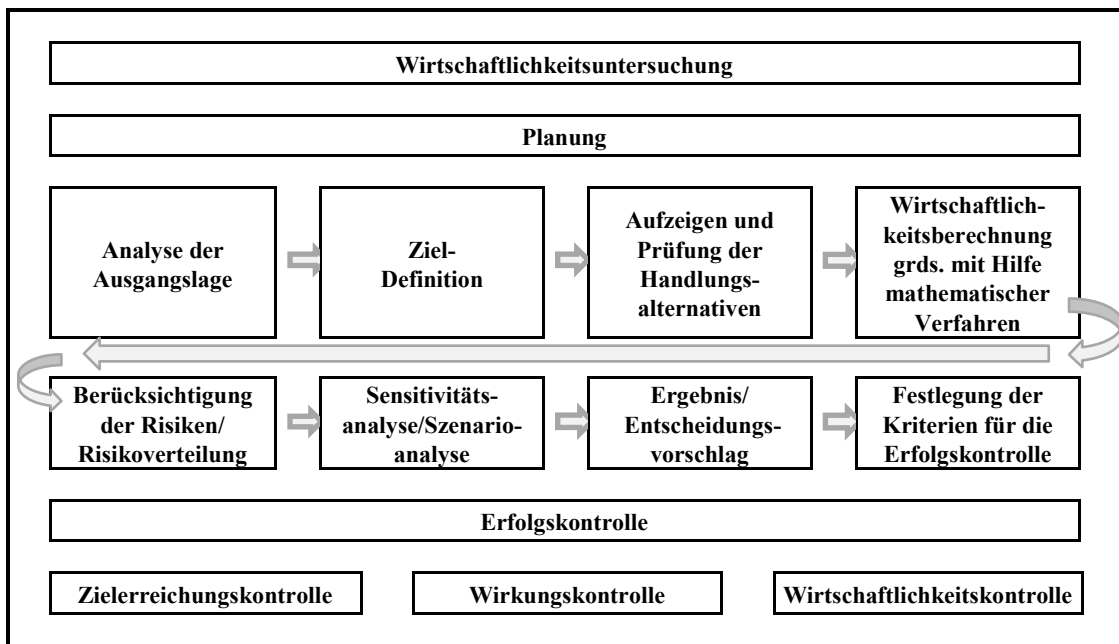 Wirtschaftlichkeitsuntersuchung
Planung
Analyse der
Ausgangslage
Ziel-
Definition
Aufzeigen und
Prüfung der
Handlungs-
alternativen
Wirtschaftlich-
keitsberechnung
grds. mit Hilfe
mathematischer
Verfahren
Berücksichtigung
der Risiken/
Risikoverteilung
Sensitivitäts-
analyse/Szenario-
analyse
Ergebnis/
Entscheidungs-
vorschlag
Festlegung der
Kriterien für die
Erfolgskontrolle
Erfolgskontrolle
Zielerreichungskontrolle
Wirkungskontrolle
Wirtschaftlichkeitskontrolle